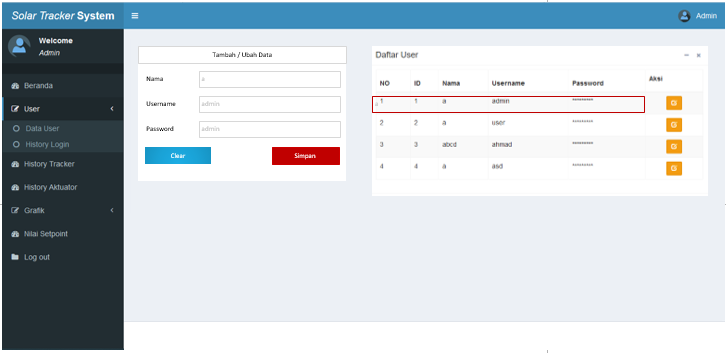 Solar Tracker System
Admin
Welcome
Admin
Beranda
User
Data User
History Login
History Tracker
History Aktuator
Grafik
Nilai Setpoint
Log out
Tambah / Ubah Data
Nama a
Username admin
Password admin
Clear Simpan
Daftar User
NO ID Nama Username Password Aksi
1 1 a admin *********
2 2 a user *********
3 3 abcd ahmad *********
4 4 a asd *********